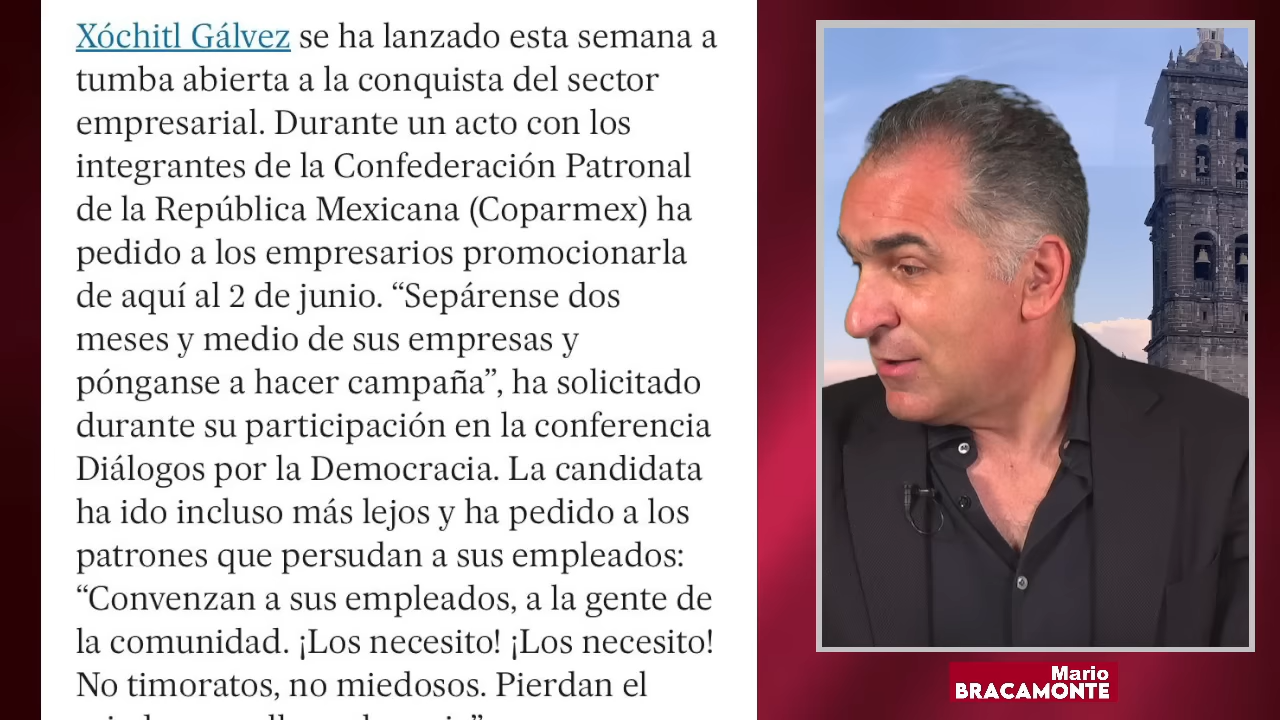 Xóchitl Gálvez se ha lanzado esta semana a
tumba abierta a la conquista del sector
empresarial. Durante un acto con los
integrantes de la Confederación Patronal
de la República Mexicana (Coparmex) ha
pedido a los empresarios promocionarla
de aquí al 2 de junio. “Sepárense dos
meses y medio de sus empresas y
pónganse a hacer campaña”, ha solicitado
durante su participación en la conferencia
Diálogos por la Democracia. La candidata
ha ido incluso más lejos y ha pedido a los
patrones que persudan a sus empleados:
“Convenzan a sus empleados, a la gente de
la comunidad. ¡Los necesito! ¡Los necesito!
No timoratos, no miedosos. Pierdan el
Mario
BRACAMONTE